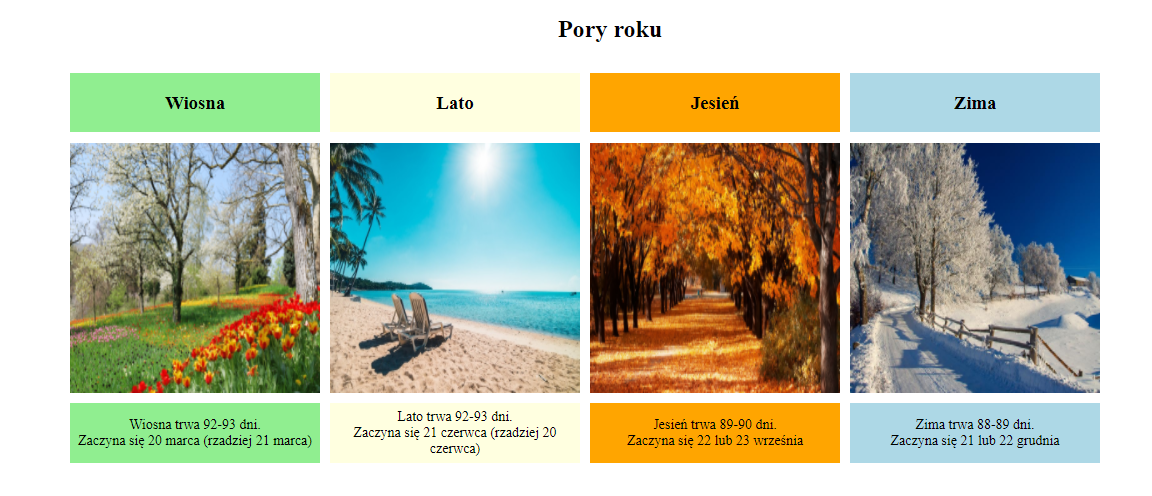 Pory roku
Wiosna
Lato
Jesień
Zima
Wiosna trwa 92-93 dni.
Zaczyna się 20 marca (rzadziej 21 marca)
Lato trwa 92-93 dni.
Zaczyna się 21 czerwca (rzadziej 20
czerwca)
Jesień trwa 89-90 dni.
Zaczyna się 22 lub 23 września
Zima trwa 88-89 dni.
Zaczyna się 21 lub 22 grudnia